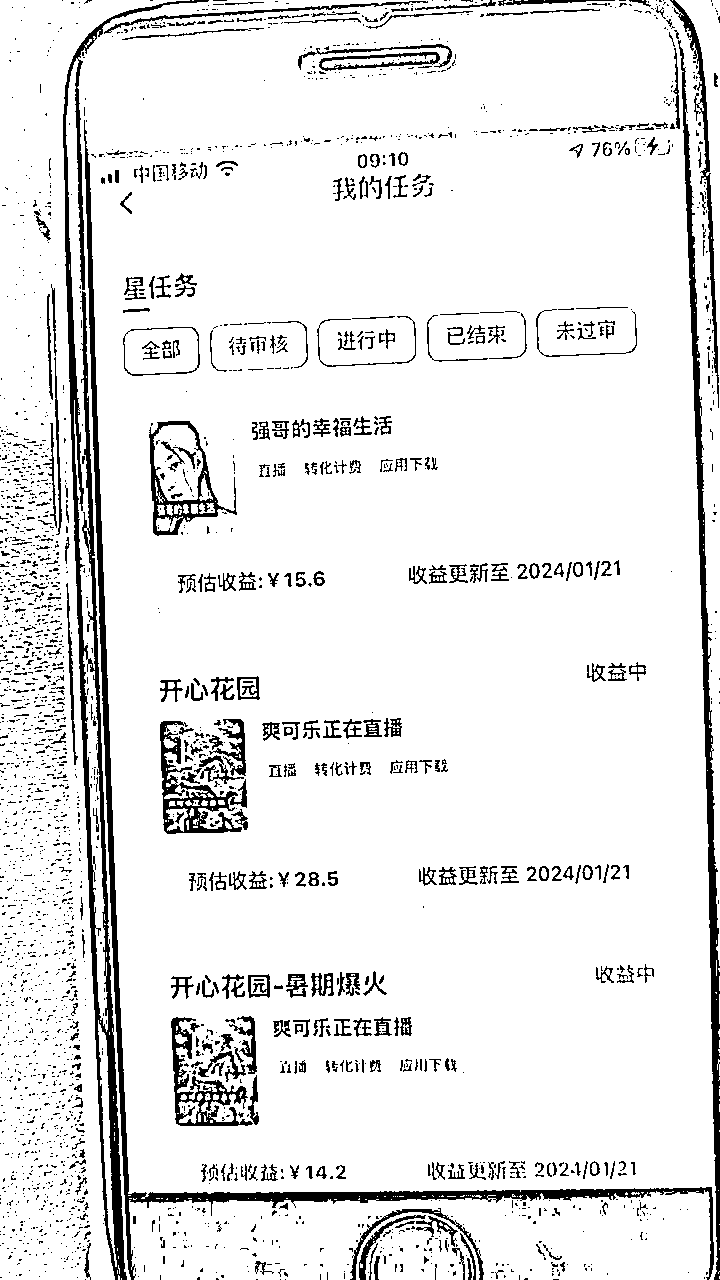 中国移动 09:10 76%
我的任务
星任务
全部 待审核 进行中 已结束 未过审
强哥的幸福生活
直播 转化计费 应用下载
预估收益:¥15.6 收益更新至 2024/01/21
开心花园 收益中
爽可乐正在直播
直播 转化计费 应用下载
预估收益:¥28.5 收益更新至 2024/01/21
开心花园-暑期爆火 收益中
爽可乐正在直播
直播 转化计费 应用下载
预估收益:¥14.2 收益更新至 2024/01/21